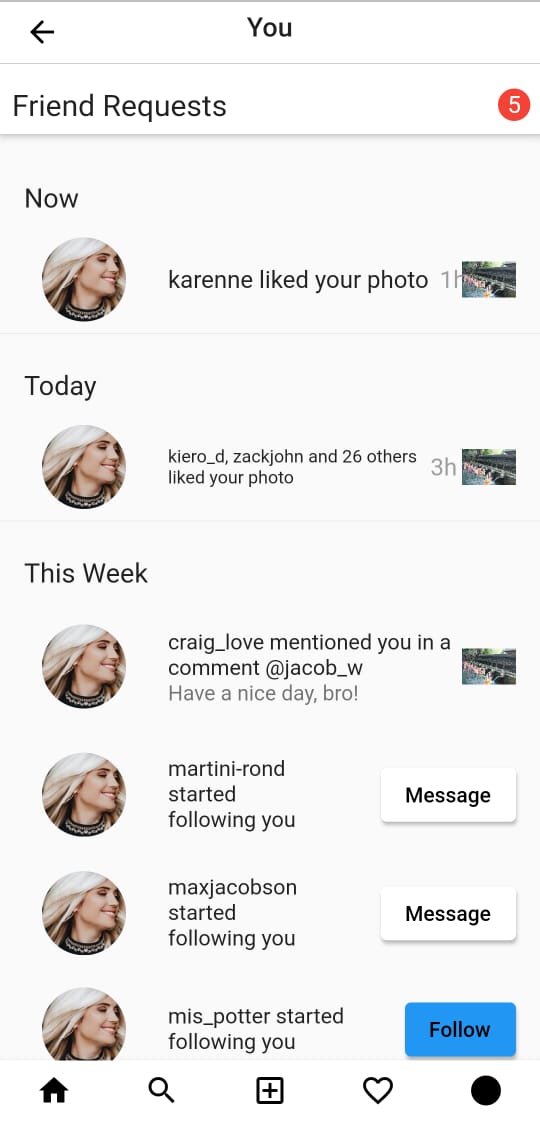 You
Friend Requests
5
Now
karenne liked your photo 1h
Today
kiero_d, zackjohn and 26 others
liked your photo
3h
This Week
craig_love mentioned you in a
comment @jacob_w
Have a nice day, bro!
martini-rond
started
following you
Message
maxjacobson
started
following you
Message
mis_potter started
following you
Follow